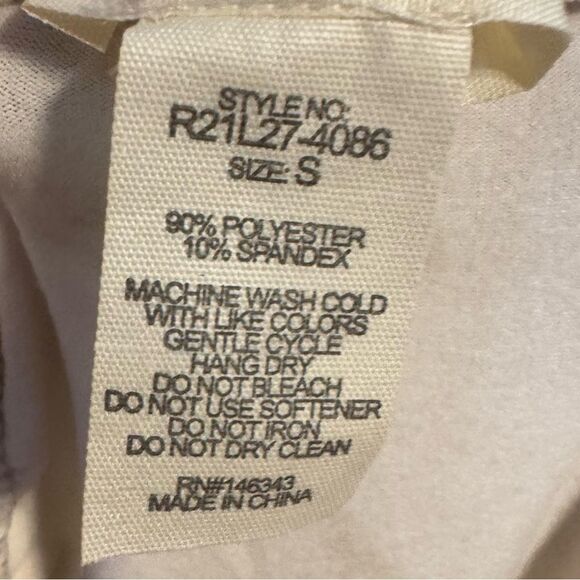 STYLE NO:
R21L27-4086
SIZE: S
90% POLYESTER
10% SPANDEX
MACHINE WASH COLD
WITH LIKE COLORS
GENTLE CYCLE
HANG DRY
DO NOT BLEACH
DO NOT USE SOFTENER
DO NOT IRON
DO NOT DRY CLEAN
RN#146343
MADE IN CHINA